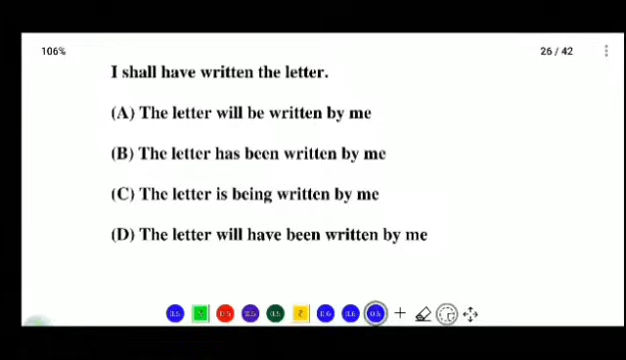 106%
26 / 42
I shall have written the letter.
(A) The letter will be written by me
(B) The letter has been written by me
(C) The letter is being written by me
(D) The letter will have been written by me